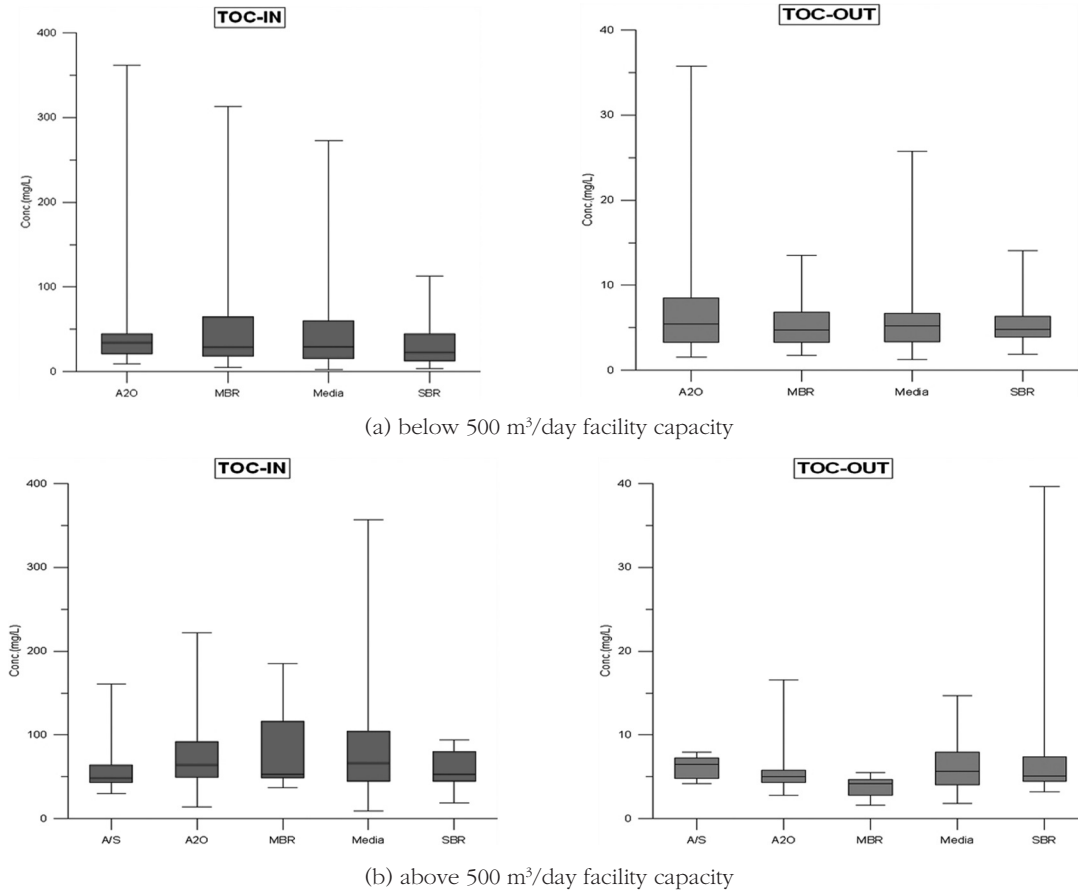 TOC-IN
400
300
200
100
0
Conc.(mg/L)
A2O
MBR
Media
SBR
TOC-OUT
40
30
20
10
0
Conc.(mg/L)
A2O
MBR
Media
SBR
(a) below 500 m³/day facility capacity
TOC-IN
400
300
200
100
0
Conc.(mg/L)
A/S
A2O
MBR
Media
SBR
TOC-OUT
40
30
20
10
0
Conc.(mg/L)
A/S
A2O
MBR
Media
SBR
(b) above 500 m³/day facility capacity